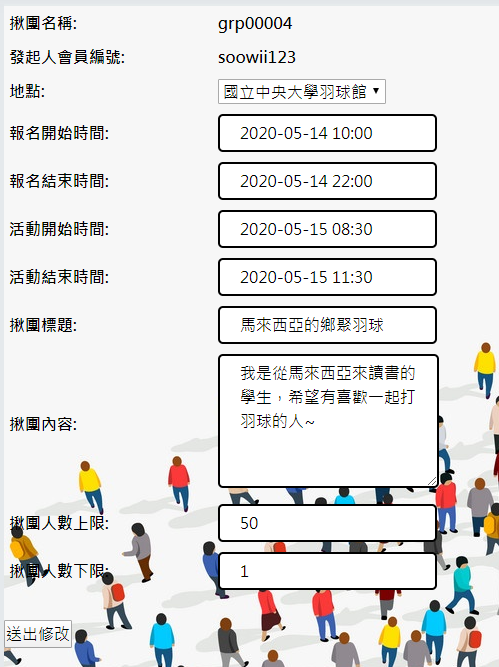 揪團名稱: grp00004
發起人會員編號: soowii123
地點: 國立中央大學羽球館
報名開始時間: 2020-05-14 10:00
報名結束時間: 2020-05-14 22:00
活動開始時間: 2020-05-15 08:30
活動結束時間: 2020-05-15 11:30
揪團標題: 馬來西亞的鄉聚羽球
揪團內容: 我是從馬來西亞來讀書的
學生，希望有喜歡一起打
羽球的人~
揪團人數上限: 50
揪團人數下限: 1
送出修改